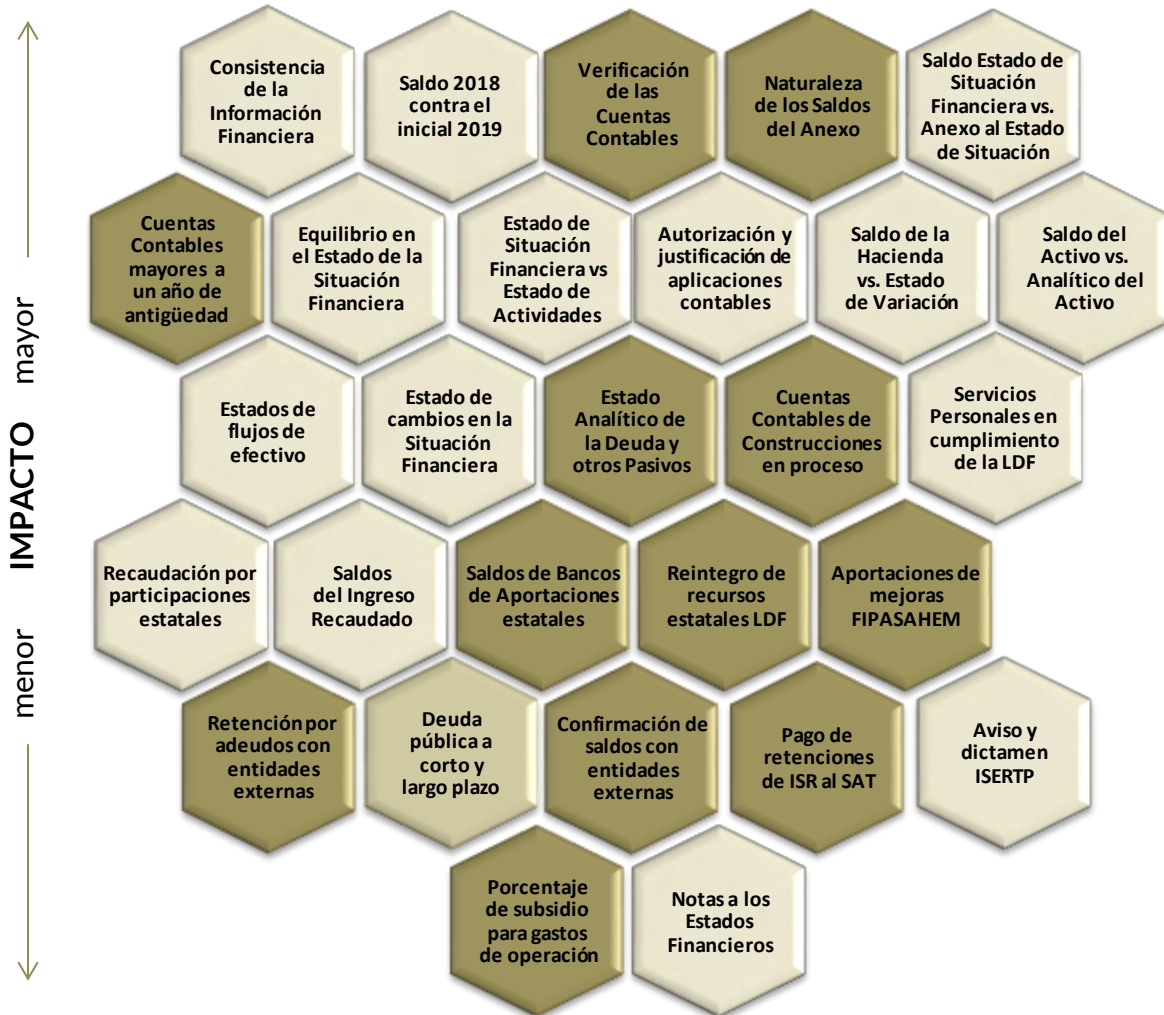 Consistencia
de la
Información
Financiera
Saldo 2018
contra el
inicial 2019
Verificación
de las
Cuentas
Contables
Naturaleza
de los Saldos
del Anexo
Saldo Estado de
Situación
Financiera vs.
Anexo al Estado
de Situación
Cuentas
Contables
mayores a
un año de
antigüedad
Equilibrio en
el Estado de la
Situación
Financiera
Estado de
Situación
Financiera vs
Estado de
Actividades
Autorización y
justificación de
aplicaciones
contables
Saldo de la
Hacienda
vs. Estado
de Variación
Saldo del
Activo vs.
Analítico del
Activo
Estados de
flujos de
efectivo
Estado de
cambios en la
Situación
Financiera
Estado
Analítico de
la Deuda y
otros Pasivos
Cuentas
Contables de
Construcciones
en proceso
Servicios
Personales en
cumplimiento
de la LDF
Recaudación por
participaciones
estatales
Saldos
del Ingreso
Recaudado
Saldos de Bancos
de Aportaciones
estatales
Reintegro de
recursos
estatales LDF
Aportaciones de
mejoras
FIPASAHEM
Retención por
adeudos con
entidades
externas
Deuda
pública a
corto y
largo plazo
Confirmación de
saldos con
entidades
externas
Pago de
retenciones
de ISR al SAT
Aviso y
dictamen
ISERTP
Porcentaje
de subsidio
para gastos
de operación
Notas a los
Estados
Financieros
menor IMPACTO mayor